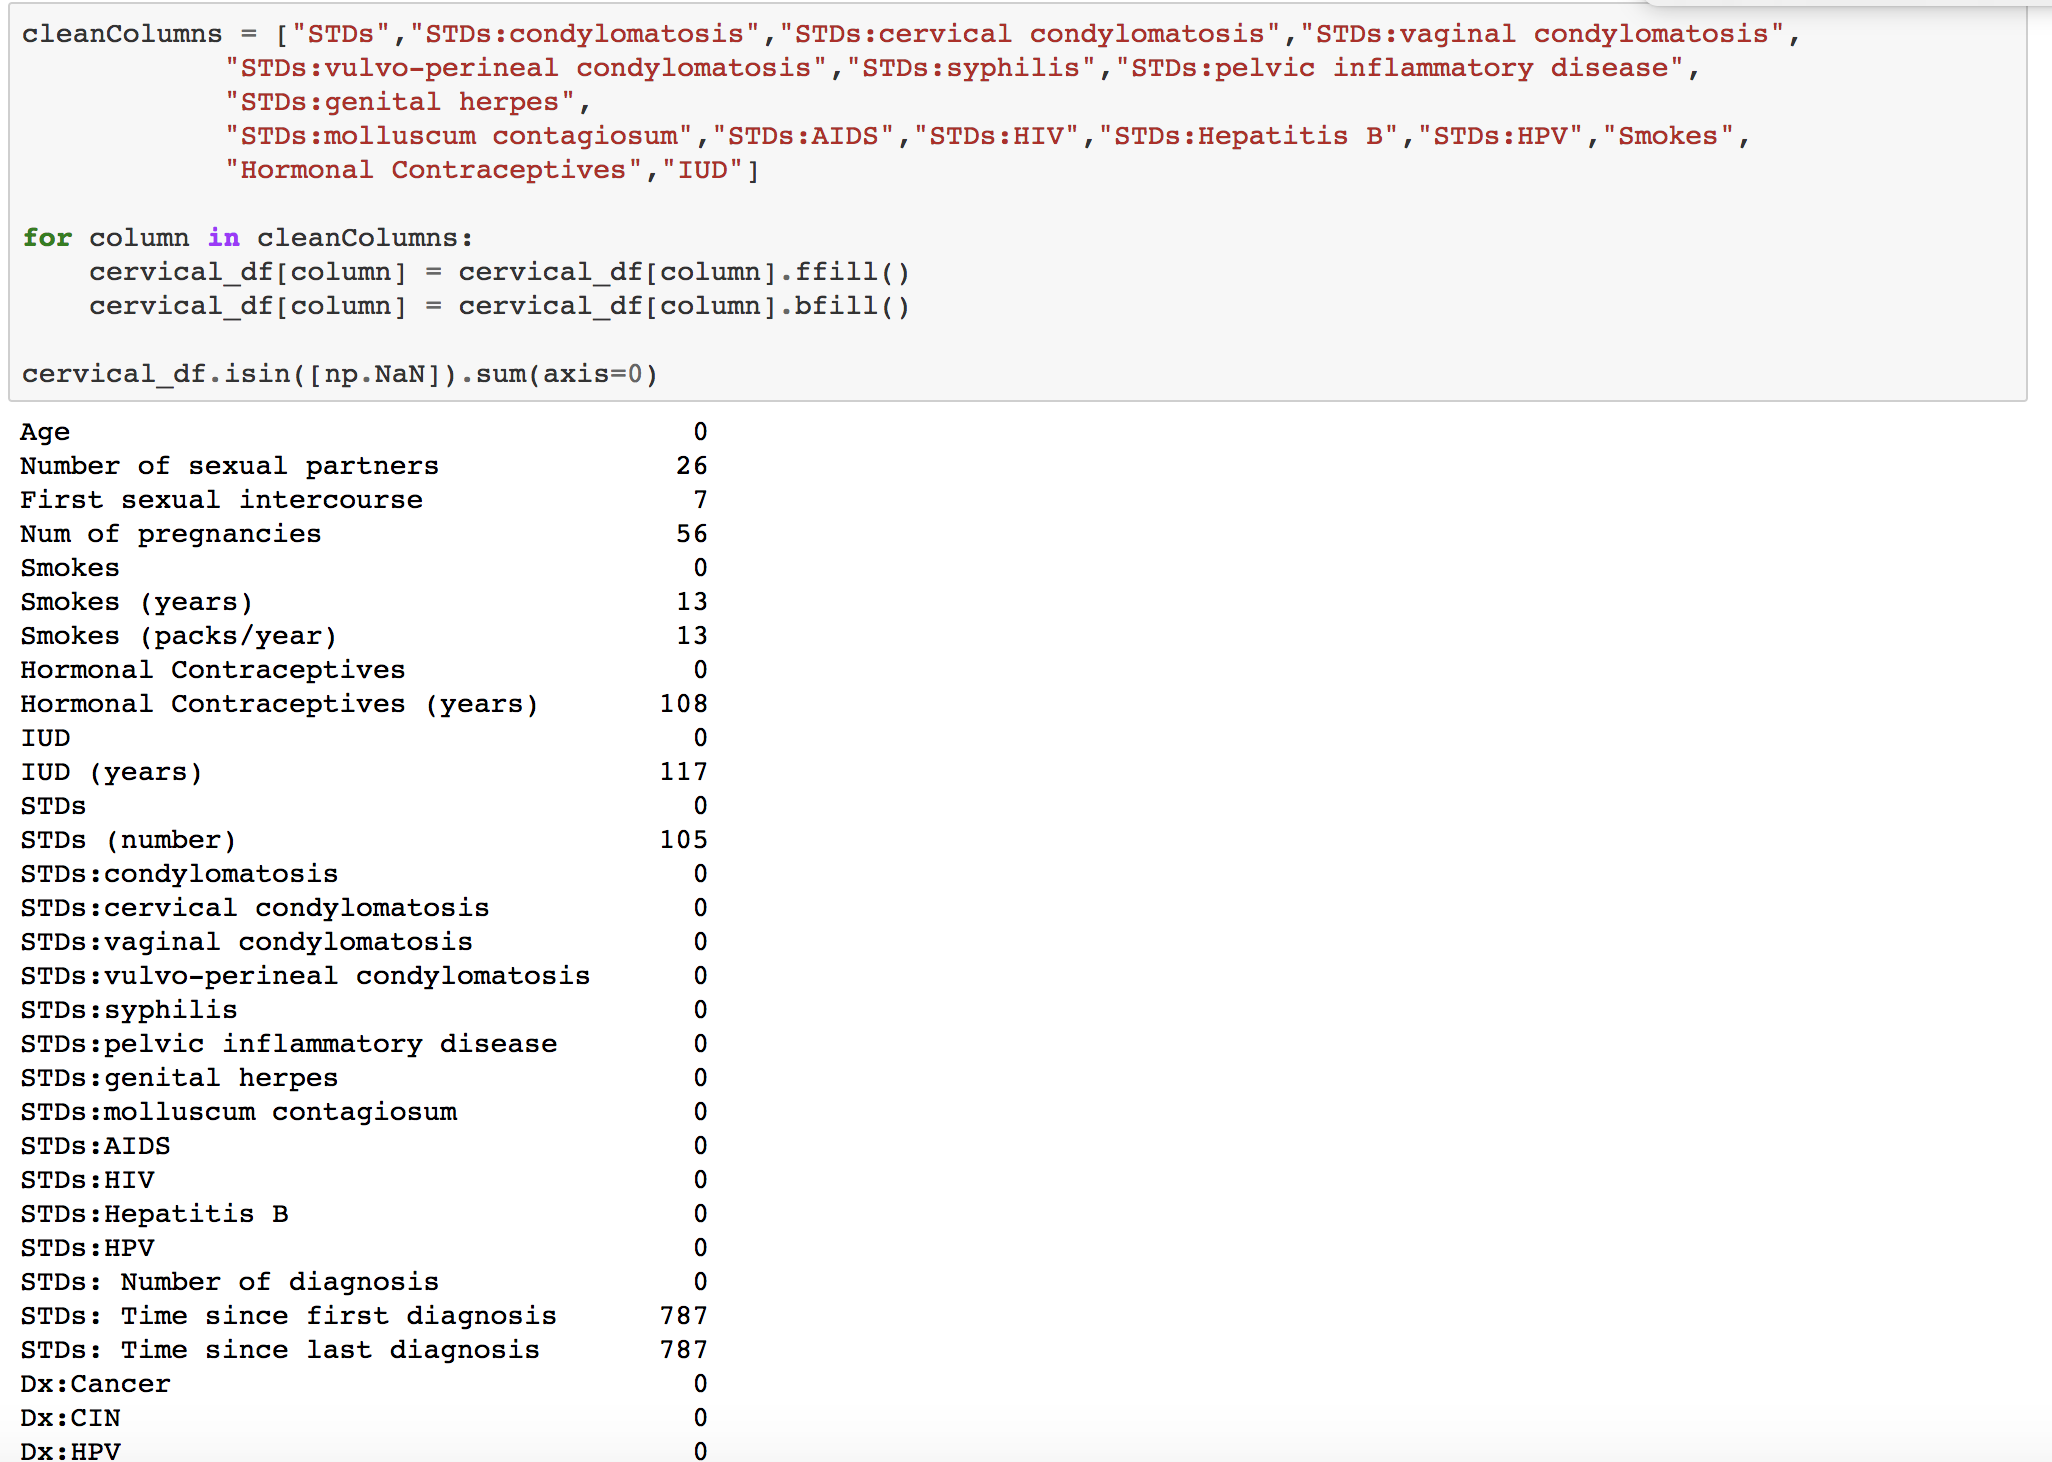 cleanColumns = ["STDs","STDs:condylomatosis","STDs:cervical condylomatosis","STDs:vaginal condylomatosis",
"STDs:vulvo-perineal condylomatosis","STDs:syphilis","STDs:pelvic inflammatory disease",
"STDs:genital herpes",
"STDs:molluscum contagiosum","STDs:AIDS","STDs:HIV","STDs:Hepatitis B","STDs:HPV","Smokes",
"Hormonal Contraceptives","IUD"]
for column in cleanColumns:
cervical_df[column] = cervical_df[column].ffill()
cervical_df[column] = cervical_df[column].bfill()
cervical_df.isin([np.NaN]).sum(axis=0)
Age 0
Number of sexual partners 26
First sexual intercourse 7
Num of pregnancies 56
Smokes 0
Smokes (years) 13
Smokes (packs/year) 13
Hormonal Contraceptives 0
Hormonal Contraceptives (years) 108
IUD 0
IUD (years) 117
STDs 0
STDs (number) 105
STDs:condylomatosis 0
STDs:cervical condylomatosis 0
STDs:vaginal condylomatosis 0
STDs:vulvo-perineal condylomatosis 0
STDs:syphilis 0
STDs:pelvic inflammatory disease 0
STDs:genital herpes 0
STDs:molluscum contagiosum 0
STDs:AIDS 0
STDs:HIV 0
STDs:Hepatitis B 0
STDs:HPV 0
STDs: Number of diagnosis 0
STDs: Time since first diagnosis 787
STDs: Time since last diagnosis 787
Dx:Cancer 0
Dx:CIN 0
Dx:HPV 0